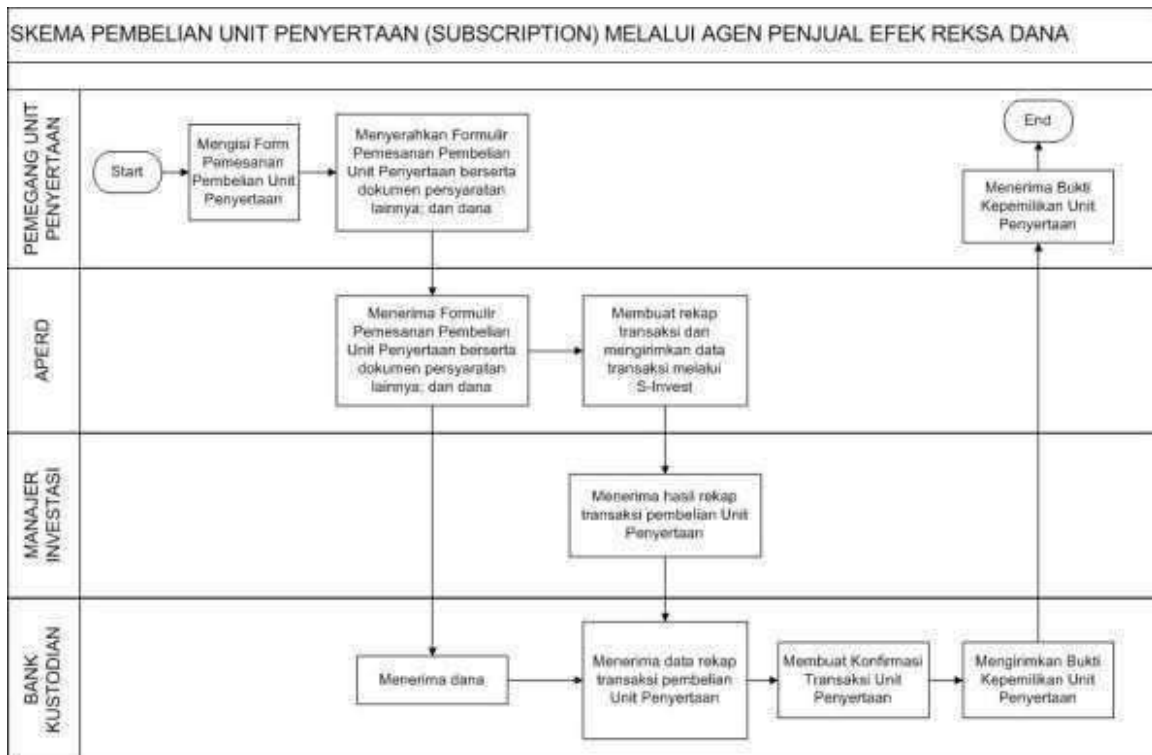 SKEMA PEMBELIAN UNIT PENYERTAAN (SUBSCRIPTION) MELALUI AGEN PENJUAL EFEK REKSA DANA
PEMEGANG UNIT
PENYERTAAN
Start
Mengisi Form
Pemesanan
Pembelian Unit
Penyertaan
Menyerahkan Formulir
Pemesanan Pembelian
Unit Penyertaan berserta
dokumen persyaratan
lainnya; dan dana
End
Menerima Bukti
Kepemilikan Unit
Penyertaan
APERD
Menerima Formulir
Pemesanan Pembelian
Unit Penyertaan berserta
dokumen persyaratan
lainnya; dan dana
Membuat rekap
transaksi dan
mengirimkan data
transaksi melalui
S-Invest
MANAJER
INVESTASI
Menerima hasil rekap
transaksi pembelian Unit
Penyertaan
BANK
KUSTODIAN
Menerima dana
Menerima data rekap
transaksi pembelian
Unit Penyertaan
Membuat Konfirmasi
Transaksi Unit
Penyertaan
Mengirimkan Bukti
Kepemilikan Unit
Penyertaan